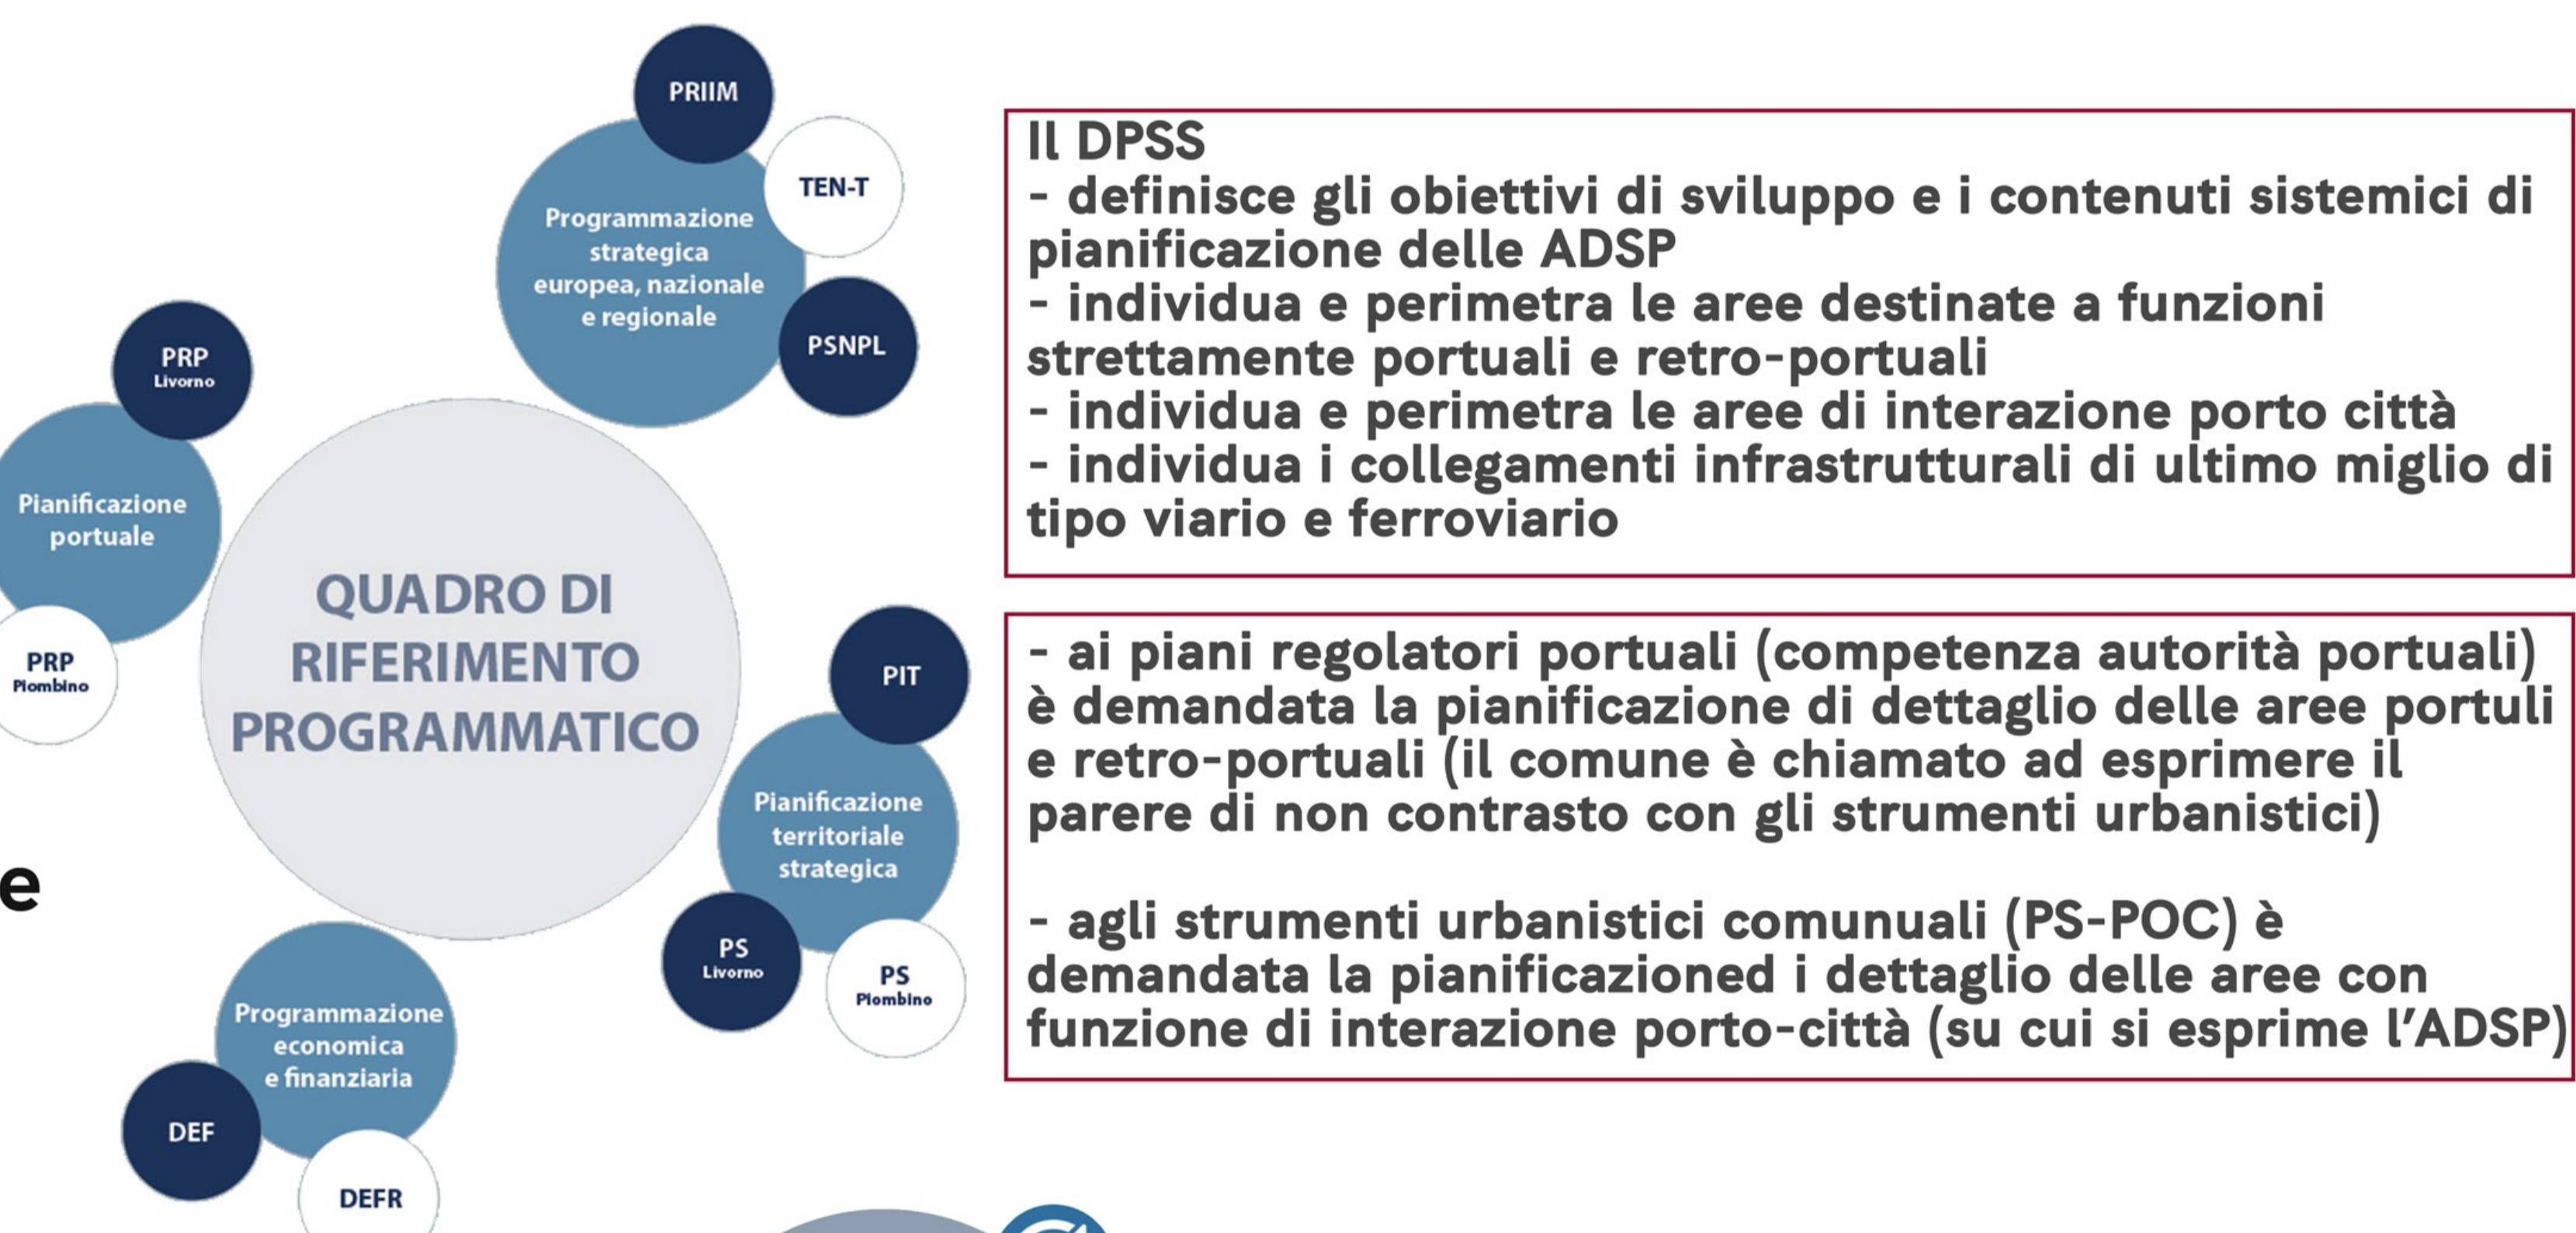 PRIIM
TEN-T
Programmazione
strategica
europea, nazionale
e regionale
PSNPL
PRP
Livorno
Pianificazione
portuale
PRP
Piombino
QUADRO DI
RIFERIMENTO
PROGRAMMATICO
PIT
Pianificazione
territoriale
strategica
PS
Livorno
PS
Piombino
e
Programmazione
economica
e finanziaria
DEF
DEFR
Il DPSS
- definisce gli obiettivi di sviluppo e i contenuti sistemici di
pianificazione delle ADSP
- individua e perimetra le aree destinate a funzioni
strettamente portuali e retro-portuali
- individua e perimetra le aree di interazione porto città
- individua i collegamenti infrastrutturali di ultimo miglio di
tipo viario e ferroviario
- ai piani regolatori portuali (competenza autorità portuali)
è demandata la pianificazione di dettaglio delle aree portuli
e retro-portuali (il comune è chiamato ad esprimere il
parere di non contrasto con gli strumenti urbanistici)
- agli strumenti urbanistici comunuali (PS-POC) è
demandata la pianificazioned i dettaglio delle aree con
funzione di interazione porto-città (su cui si esprime l'ADSP)